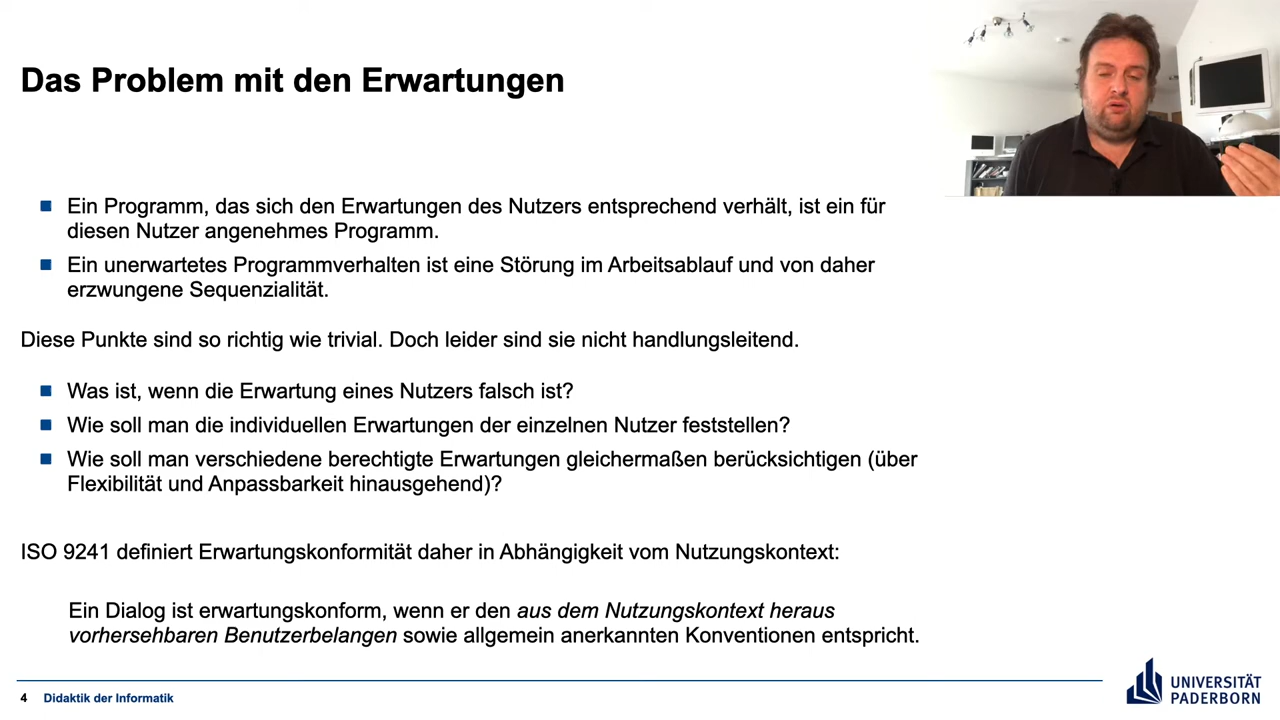 Das Problem mit den Erwartungen
Ein Programm, das sich den Erwartungen des Nutzers entsprechend verhält, ist ein für
diesen Nutzer angenehmes Programm.
Ein unerwartetes Programmverhalten ist eine Störung im Arbeitsablauf und von daher
erzwungene Sequenzialität.
Diese Punkte sind so richtig wie trivial. Doch leider sind sie nicht handlungsleitend.
Was ist, wenn die Erwartung eines Nutzers falsch ist?
Wie soll man die individuellen Erwartungen der einzelnen Nutzer feststellen?
Wie soll man verschiedene berechtigte Erwartungen gleichermaßen berücksichtigen (über
Flexibilität und Anpassbarkeit hinausgehend)?
ISO 9241 definiert Erwartungskonformität daher in Abhängigkeit vom Nutzungskontext:
Ein Dialog ist erwartungskonform, wenn er den aus dem Nutzungskontext heraus
vorhersehbaren Benutzerbelangen sowie allgemein anerkannten Konventionen entspricht.
4 Didaktik der Informatik
UNIVERSITÄT
PADERBORN